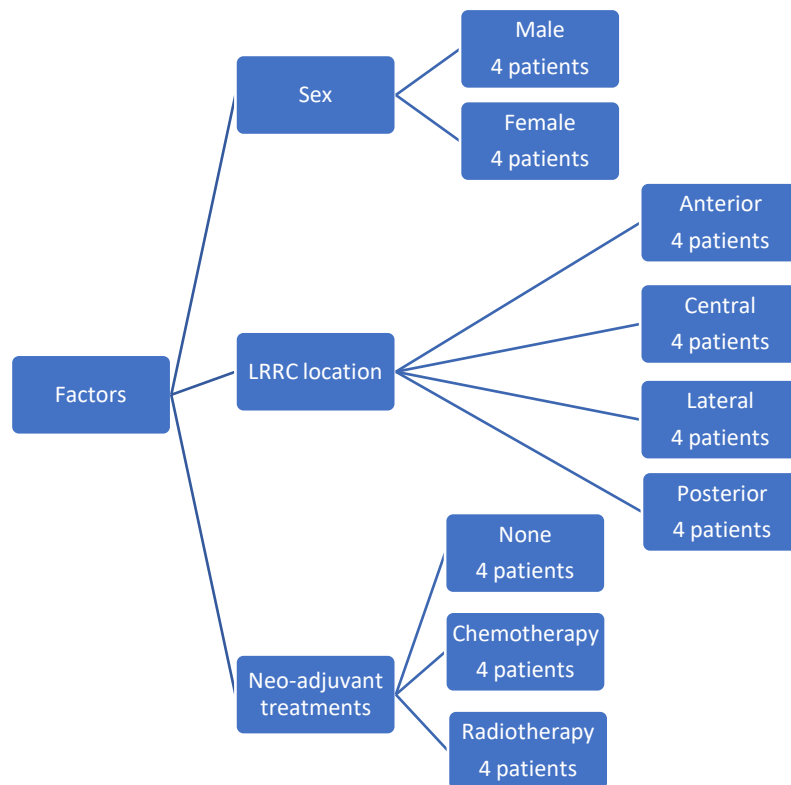 Factors
Sex
Male
4 patients
Female
4 patients
LRRC location
Anterior
4 patients
Central
4 patients
Lateral
4 patients
Posterior
4 patients
Neo-adjuvant
treatments
None
4 patients
Chemotherapy
4 patients
Radiotherapy
4 patients